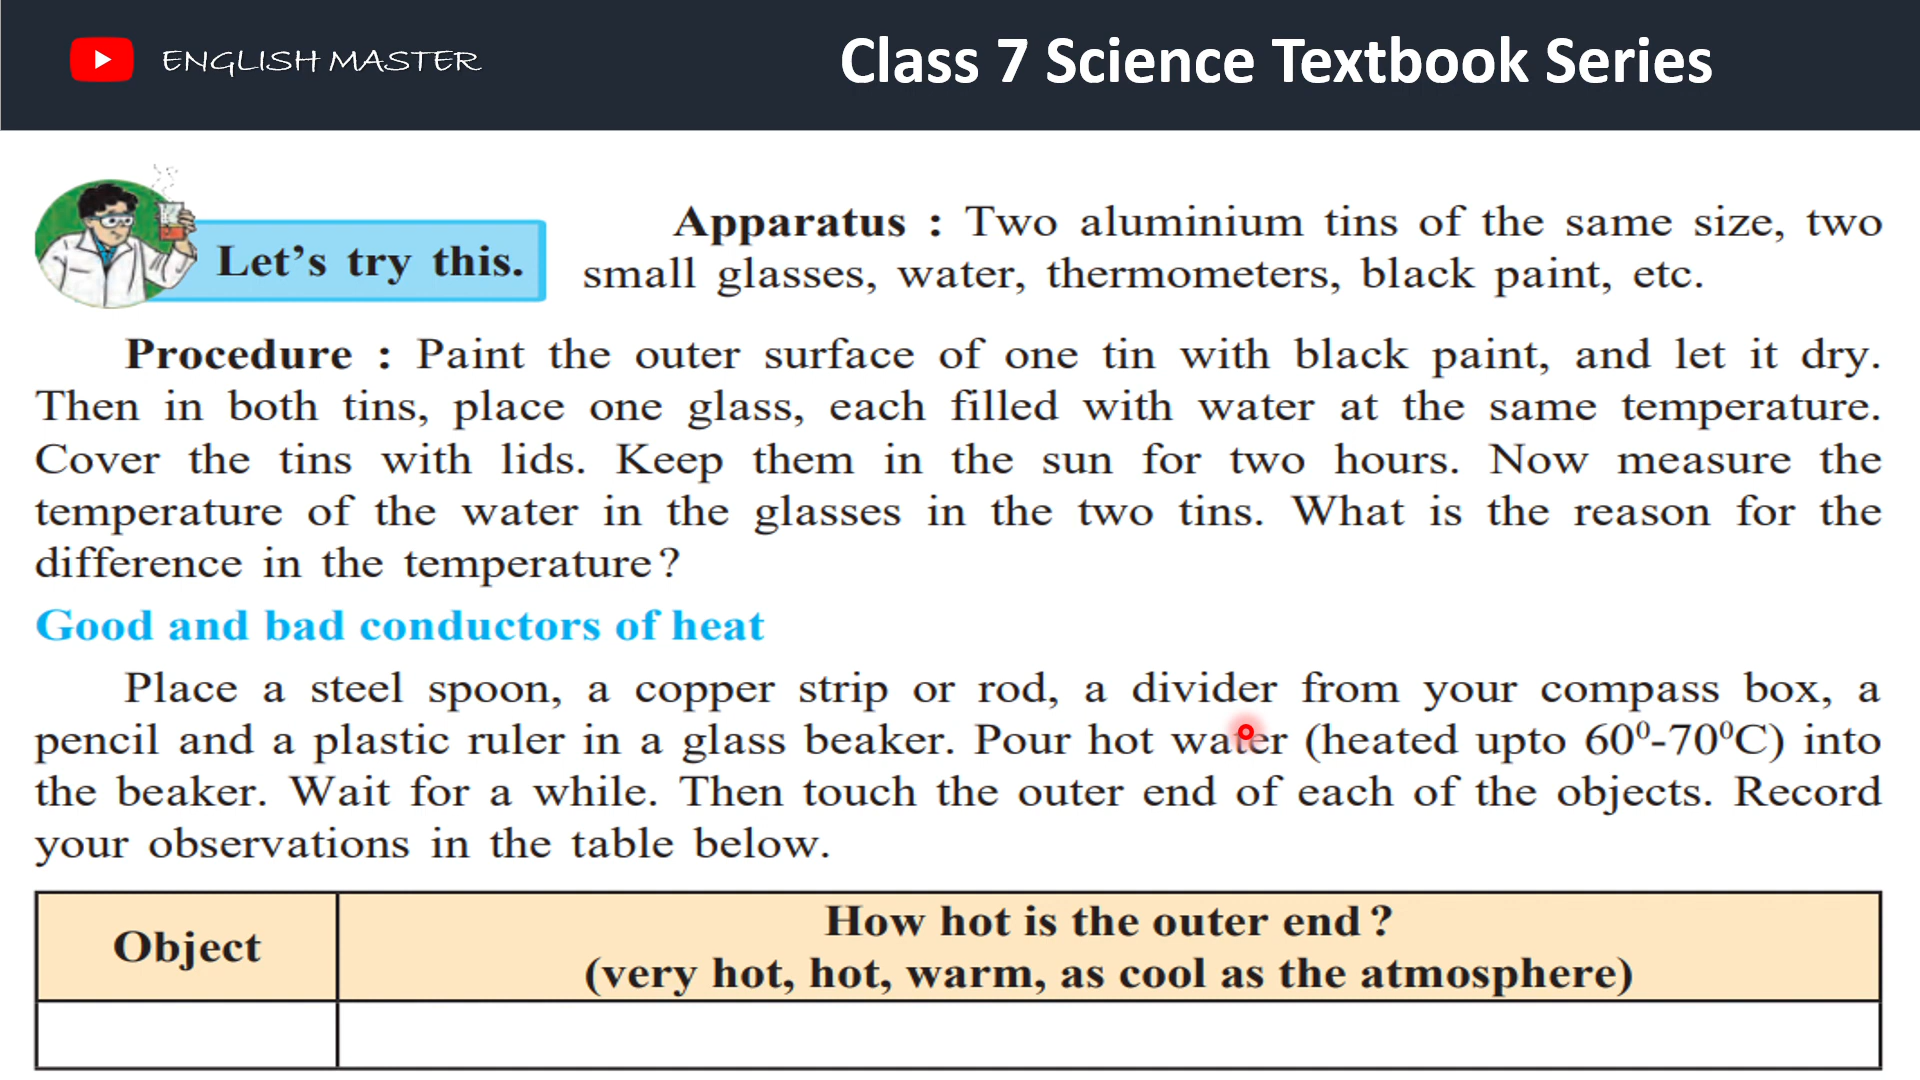 ENGLISH MASTER
Class 7 Science Textbook Series
Let's try this.
Apparatus : Two aluminium tins of the same size, two
small glasses, water, thermometers, black paint, etc.
Procedure : Paint the outer surface of one tin with black paint, and let it dry.
Then in both tins, place one glass, each filled with water at the same temperature.
Cover the tins with lids. Keep them in the sun for two hours. Now measure the
temperature of the water in the glasses in the two tins. What is the reason for the
difference in the temperature?
Good and bad conductors of heat
Place a steel spoon, a copper strip or rod, a divider from your compass box, a
pencil and a plastic ruler in a glass beaker. Pour hot water (heated upto 60⁰-70⁰C) into
the beaker. Wait for a while. Then touch the outer end of each of the objects. Record
your observations in the table below.
Object
How hot is the outer end?
(very hot, hot, warm, as cool as the atmosphere)